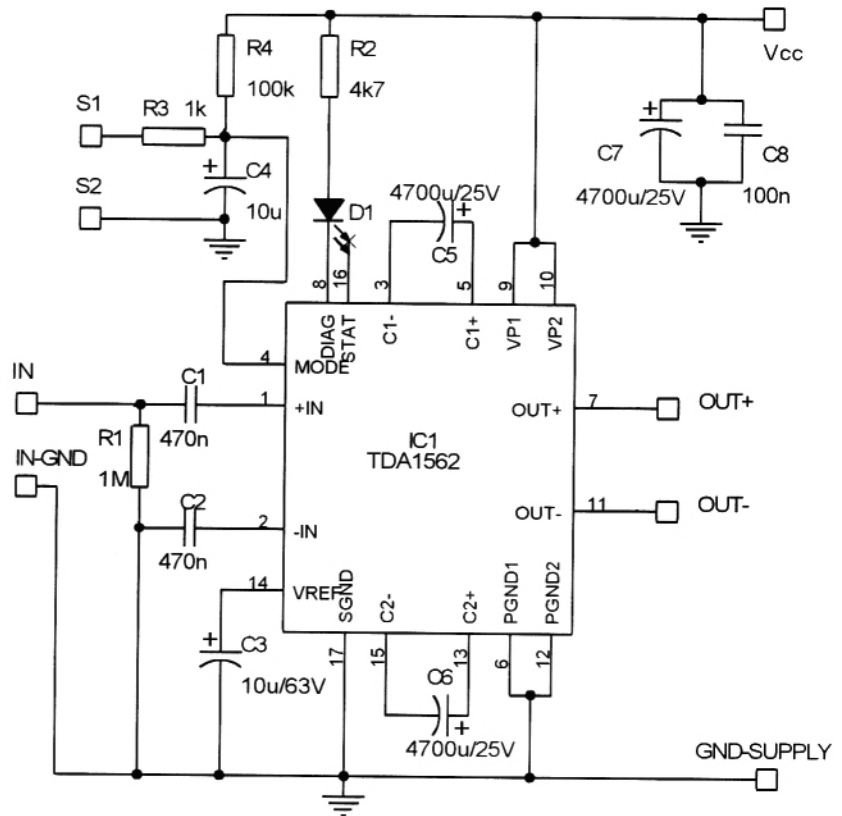 R4
100k
R2
4k7
Vcc
S1
R3 1k
S2
C4
10u
D1
4700u/25V
C5
C7
4700u/25V
C8
100n
8
16
3
5
9
10
DIAG
STAT
C1-
C1+
VP1
VP2
4
MODE
IN
C1
470n
1
+IN
R1
1M
IN-GND
C2
470n
2
-IN
IC1
TDA1562
OUT+
7
OUT+
OUT-
11
OUT-
14
VREF
SGND
C2-
C2+
PGND1
PGND2
C3
10u/63V
17
15
13
6
12
C6
4700u/25V
GND-SUPPLY